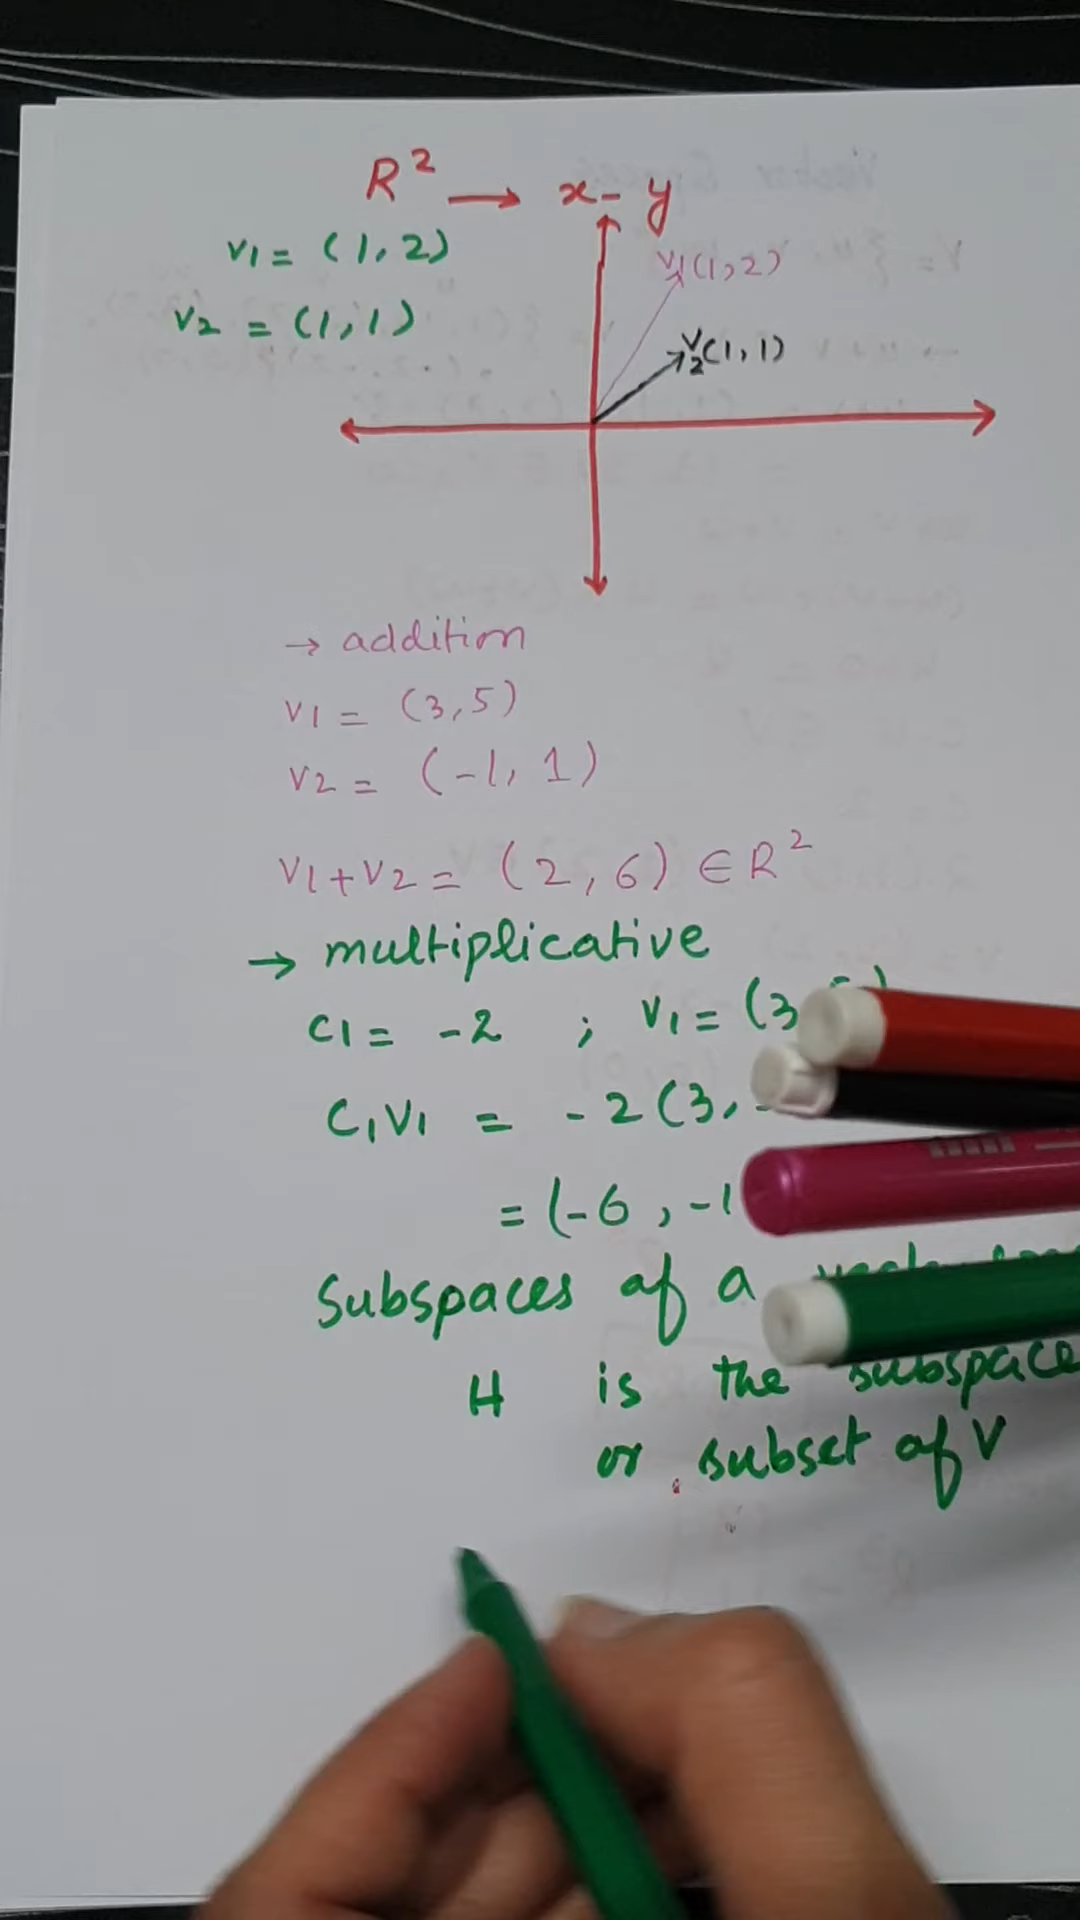 R² → x-y
v1 = (1,2)
v1(1,2)
v2 = (1,1)
v2(1,1)
→ addition
v1 = (3,5)
v2 = (-1, 1)
v1+v2 = (2,6) ∈ R²
→ multiplicative
C1 = -2 ; v1 = (3
C1V1 = -2(3,
= (-6, -1
Subspaces of a
H is the subspace
or subset of V